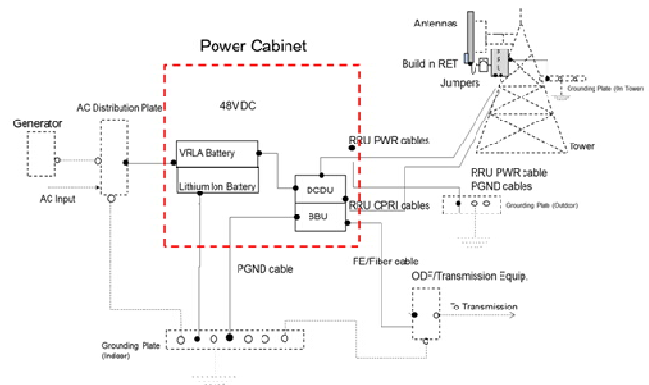 Antennas
Power Cabinet
Build in RET
Jumpers
Grounding Plate (In Tower)
AC Distribution Plate
48VDC
Generator
RRU PWR cables
Tower
VRLA Battery
RRU PWR cable
PGND cables
Lithium Ion Battery
DCDU
AC Input
RRU CPRI cables
Grounding Plate (Outdoor)
BBU
FE/Fiber cable
PGND cable
ODF/Transmission Equip.
To Transmission
Grounding Plate
(Indoor)